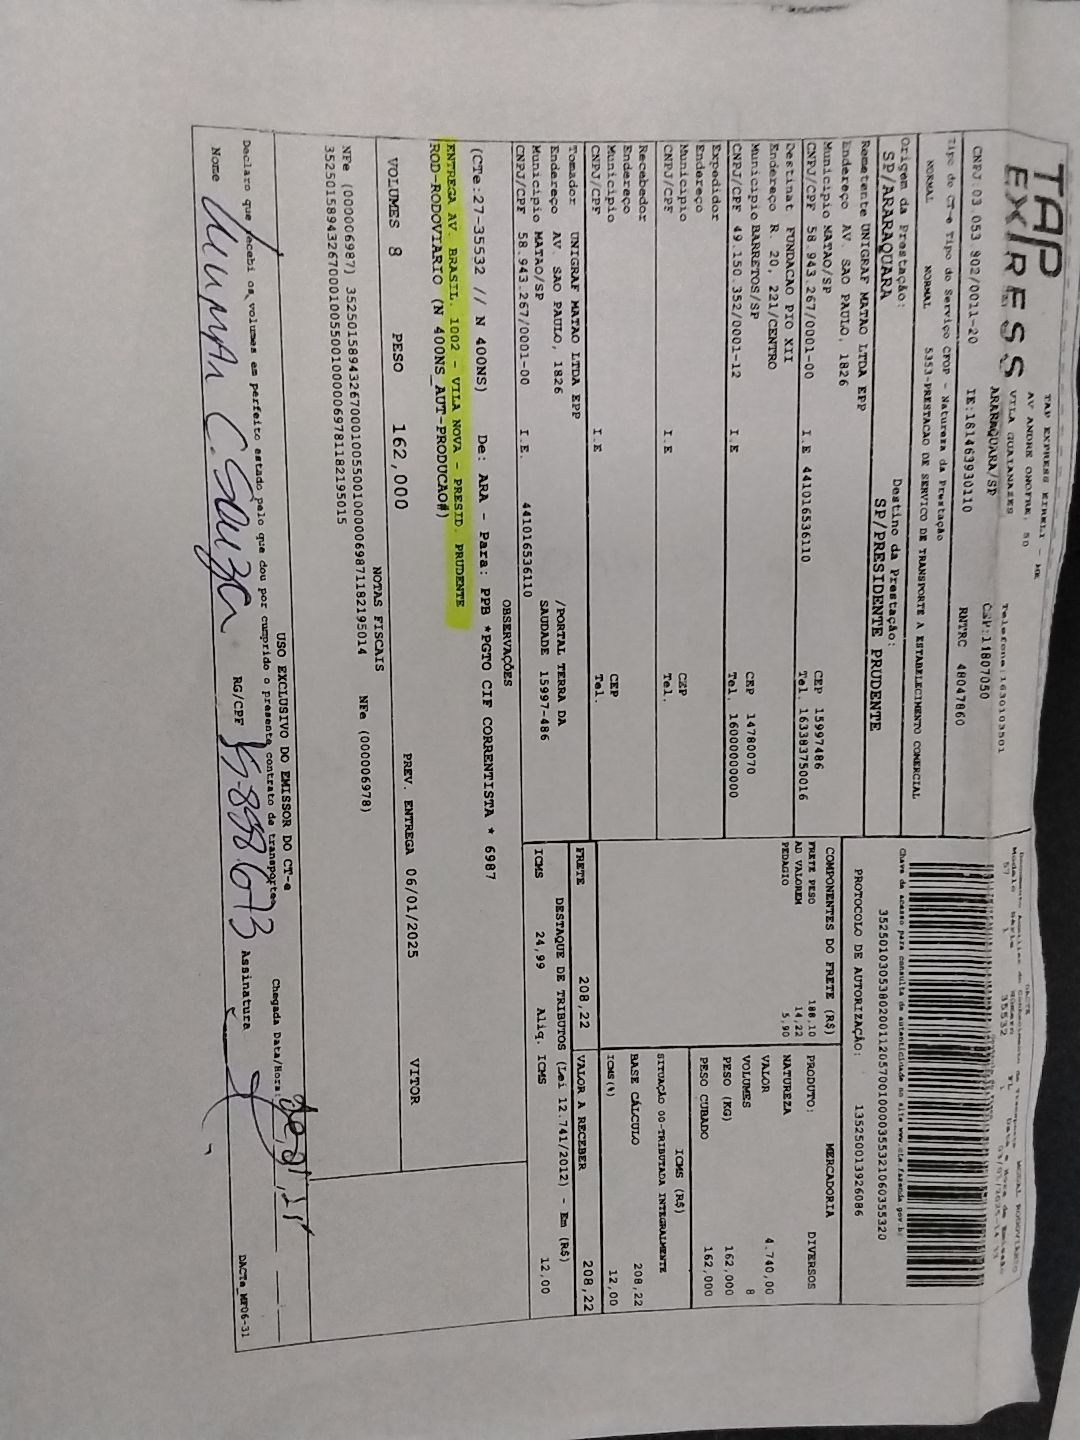 TAP
EXPRESS
TAP EXPRESS EIRELI - ME
AV ANDRE ONOFRE, 50
VILA GUAIANAZES
ARARAQUARA/SP
Telefone:1630103501
CEP:11807050
CNPJ:03.053.902/0011-20 IE:181463930110 RNTRC 48047860
Tipo do CT-e Tipo do Serviço CFOP - Natureza da Prestação
NORMAL NORMAL 5353-PRESTACAO DE SERVICO DE TRANSPORTE A ESTABELECIMENTO COMERCIAL
Origem da Prestação: Destino da Prestação:
SP/ARARAQUARA SP/PRESIDENTE PRUDENTE
Remetente UNIGRAF MATAO LTDA EPP
Endereço AV. SAO PAULO, 1826 CEP 15997486
Município MATAO/SP Tel. 163383750016
CNPJ/CPF 58.943.267/0001-00 I.E 441016536110
Destinat FUNDACAO PIO XII
Endereço R. 20, 221/CENTRO CEP 14780070
Município BARRETOS/SP Tel. 16000000000
CNPJ/CPF 49.150.352/0001-12 I.E
Expedidor
Endereço CEP
Município Tel.
CNPJ/CPF I.E
Recebedor
Endereço CEP
Município Tel.
CNPJ/CPF I.E
Tomador UNIGRAF MATAO LTDA EPP
Endereço AV. SAO PAULO, 1826 /PORTAL TERRA DA
Município MATAO/SP SAUDADE 15997-486
CNPJ/CPF 58.943.267/0001-00 I.E. 441016536110
Modelo Série Número
57 1 35532
Chave de acesso para consulta de autenticidade no site www.cte.fazenda.gov.br
35250103053802001120570010000355321060355320
PROTOCOLO DE AUTORIZAÇÃO: 135250013926086
COMPONENTES DO FRETE (R$)
FRETE PESO 188,10
AD VALOREM 14,22
PEDAGIO 5,90
MERCADORIA
PRODUTO: DIVERSOS
NATUREZA
VALOR 4.740,00
VOLUMES 8
PESO (KG) 162,000
PESO CUBADO 162,000
ICMS (R$)
SITUAÇÃO 00-TRIBUTADA INTEGRALMENTE
BASE CÁLCULO 208,22
ICMS(%) 12,00
FRETE 208,22 VALOR A RECEBER 208,22
DESTAQUE DE TRIBUTOS (Lei 12.741/2012) - Em (R$)
ICMS 24,99 Aliq. ICMS 12,00
OBSERVAÇÕES
(CTe:27-35532 // N 400NS) De: ARA - Para: PPB *PGTO CIF CORRENTISTA * 6987
ENTREGA AV. BRASIL. 1002 - VILA NOVA - PRESID. PRUDENTE
ROD-RODOVIARIO (N 400NS_AUT-PRODUCAO#)
VOLUMES 8 PESO 162,000 PREV. ENTREGA 06/01/2025 VITOR
NOTAS FISCAIS
NFe (000006987) 35250158943267000100550010000069871182195014 NFe (000006978)
35250158943267000100550010000069781182195015
USO EXCLUSIVO DO EMISSOR DO CT-e
Declaro que recebi os volumes em perfeito estado pelo que dou por cumprido o presente contrato de transporte
Chegada Data/Hora:
Nome C. Souza RG/CPF Assinatura
DACTe_MF06-31